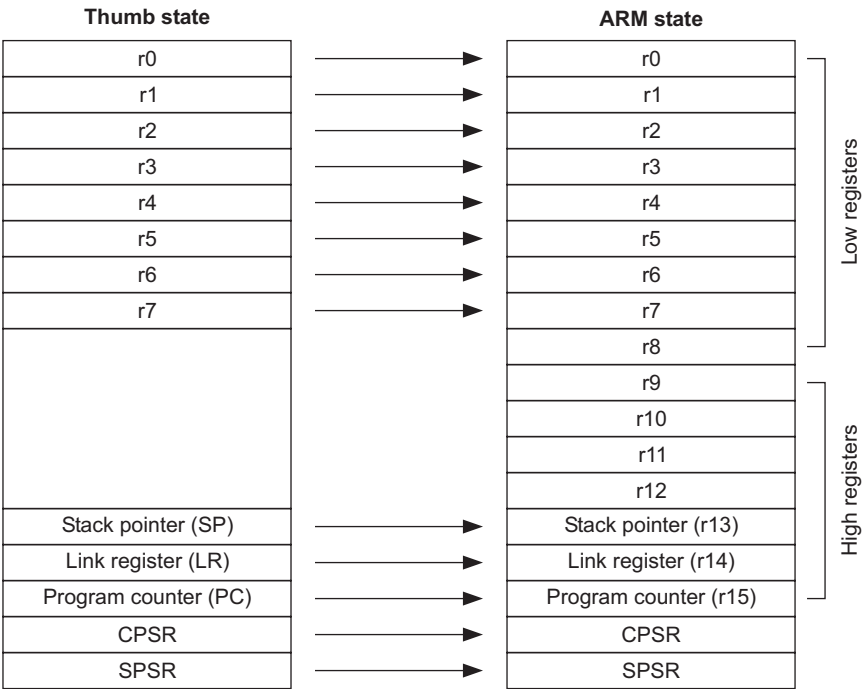 Thumb state
ARM state
r0
r0
r1
r1
r2
r2
r3
r3
r4
r4
r5
r5
r6
r6
r7
r7
r8
r9
r10
r11
r12
Stack pointer (SP)
Stack pointer (r13)
Link register (LR)
Link register (r14)
Program counter (PC)
Program counter (r15)
CPSR
CPSR
SPSR
SPSR
Low registers
High registers